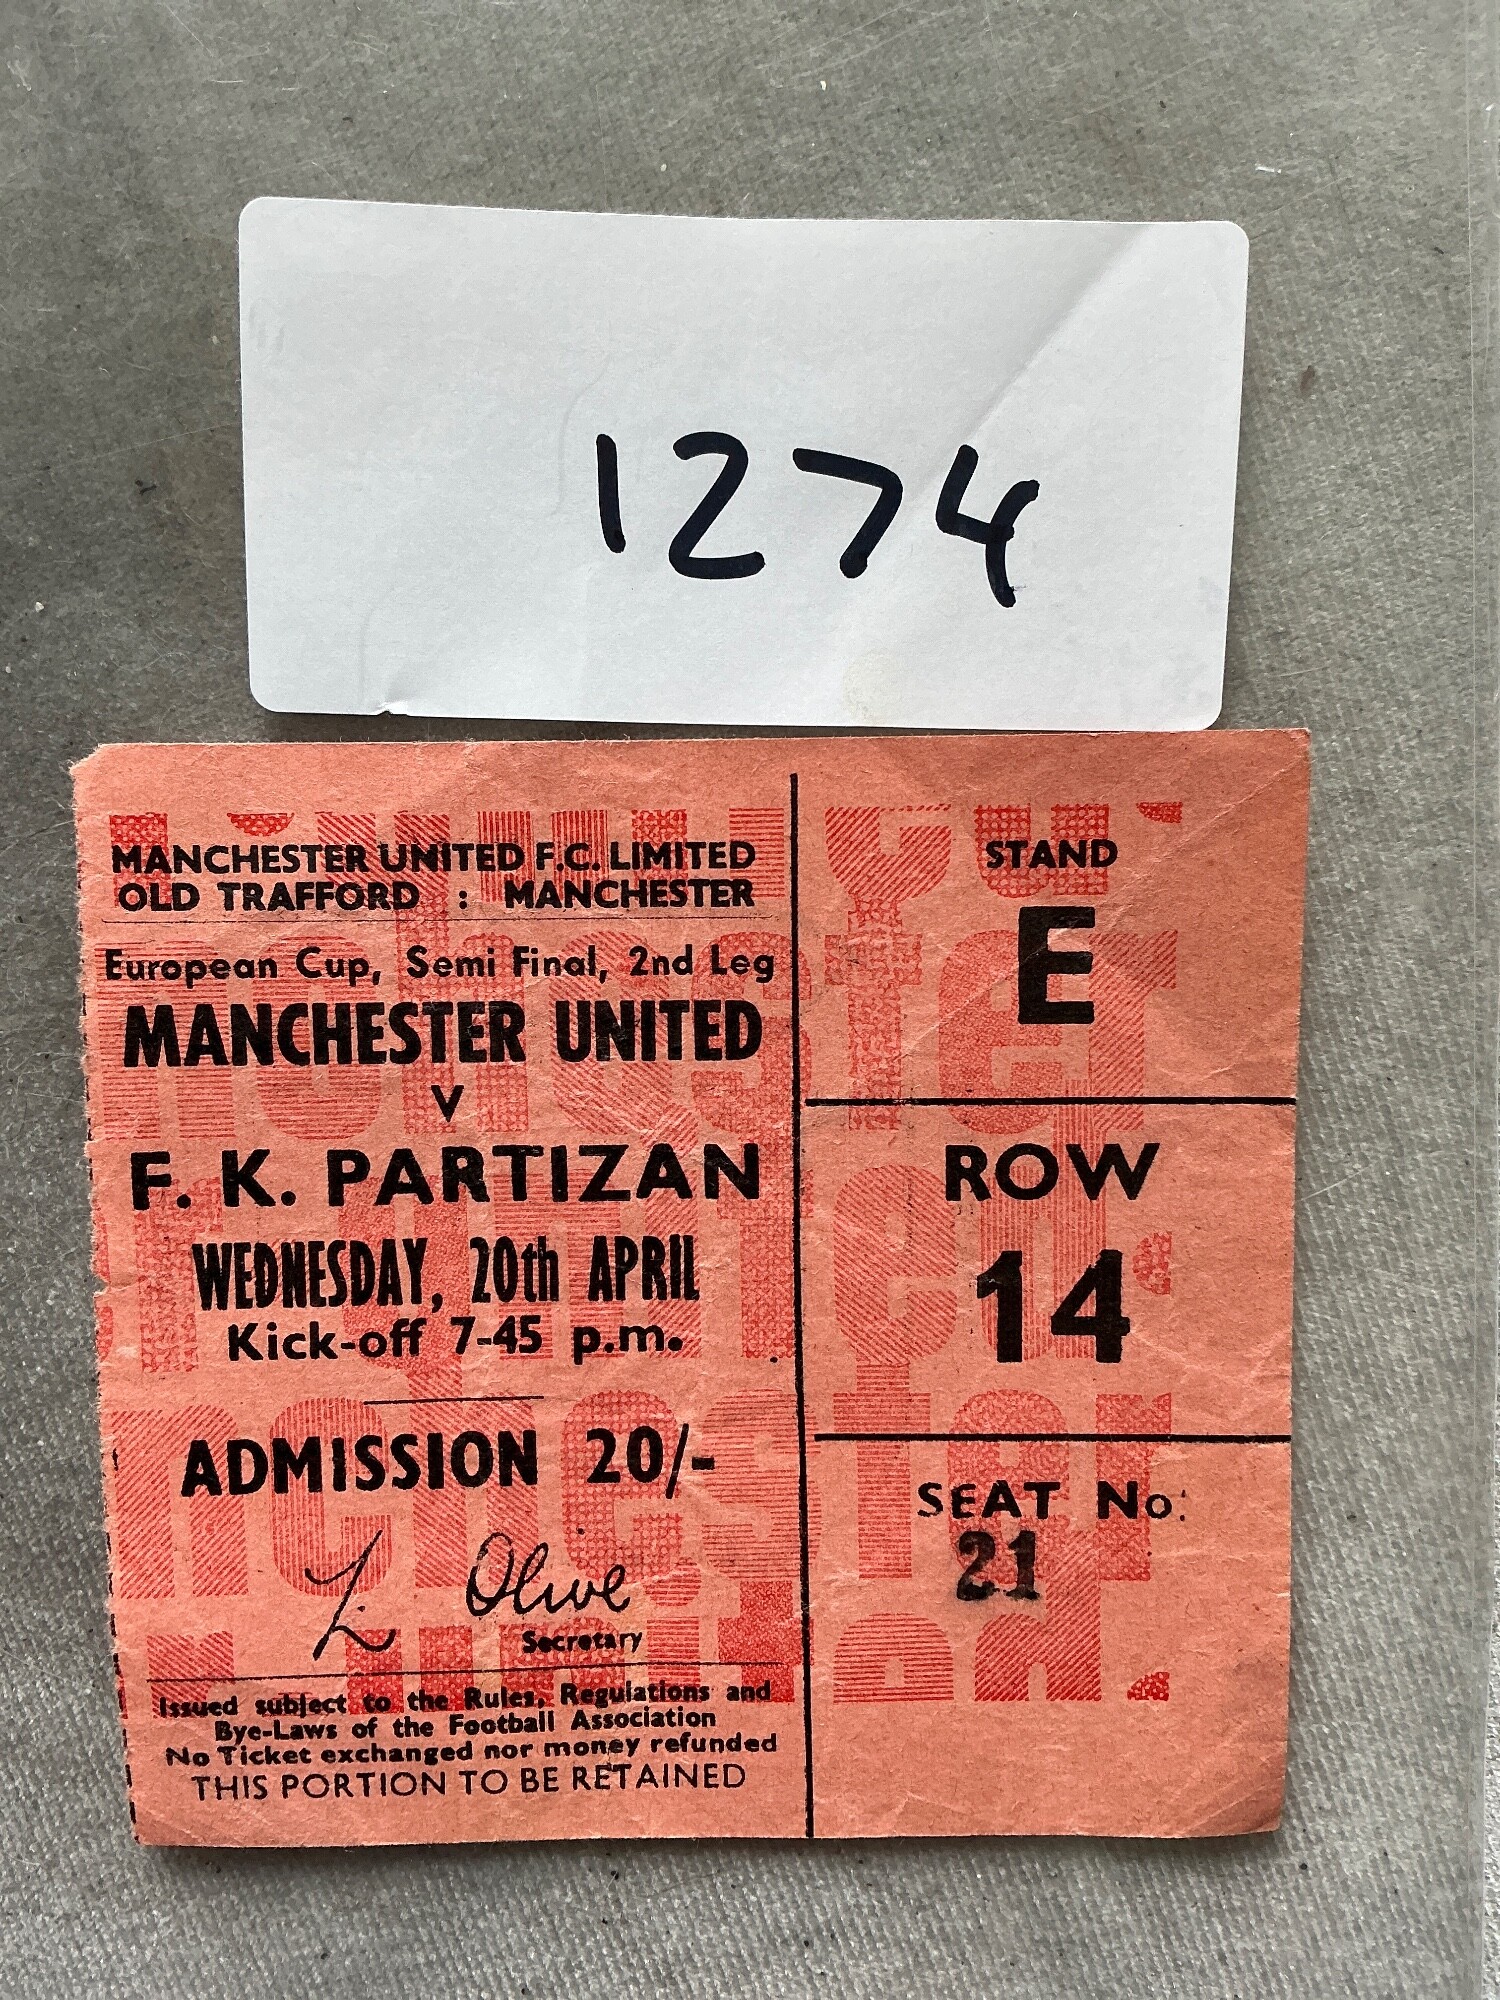 1274
MANCHESTER UNITED F.C. LIMITED
OLD TRAFFORD : MANCHESTER
European Cup, Semi Final, 2nd Leg
MANCHESTER UNITED
V
F. K. PARTIZAN
WEDNESDAY, 20th APRIL
Kick-off 7-45 p.m.
ADMISSION 20/-
L. Olive
Secretary
Issued subject to the Rules, Regulations and
Bye-Laws of the Football Association
No Ticket exchanged nor money refunded
THIS PORTION TO BE RETAINED
STAND
E
ROW
14
SEAT No.
21